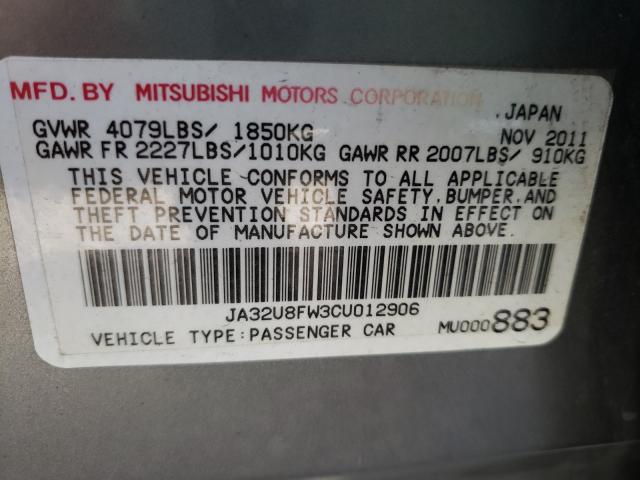 MFD. BY MITSUBISHI MOTORS CORPORATION
JAPAN
GVWR 4079LBS/ 1850KG NOV 2011
GAWR FR 2227LBS/1010KG GAWR RR 2007LBS/ 910KG
THIS VEHICLE CONFORMS TO ALL APPLICABLE
FEDERAL MOTOR VEHICLE SAFETY, BUMPER, AND
THEFT PREVENTION STANDARDS IN EFFECT ON
THE DATE OF MANUFACTURE SHOWN ABOVE.
JA32U8FW3CU012906
VEHICLE TYPE:PASSENGER CAR MU000883